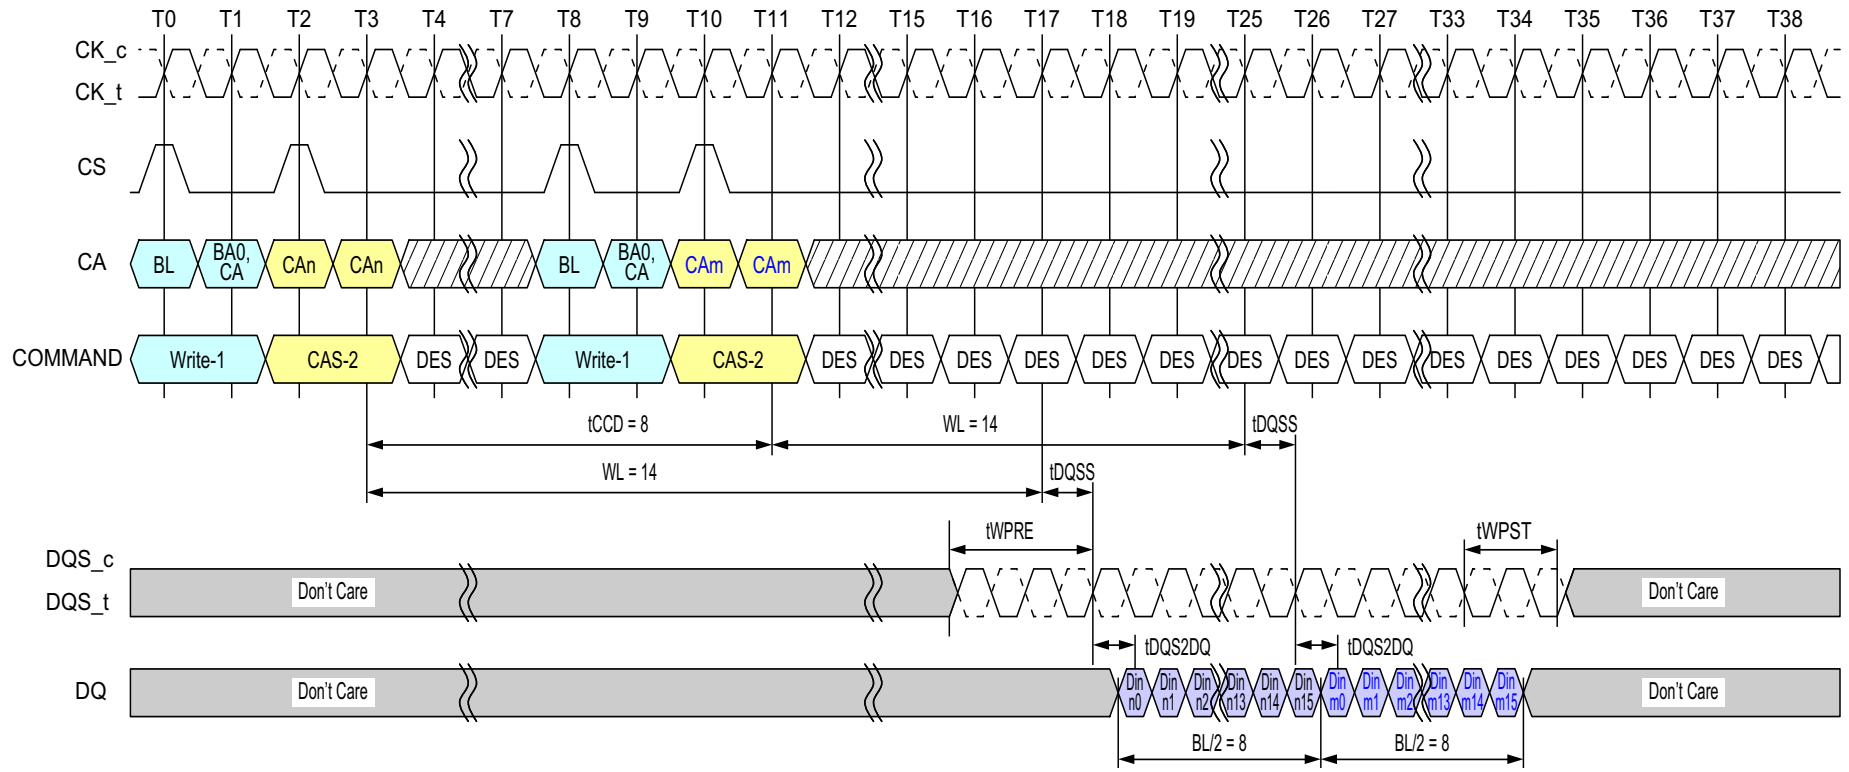 T0 T1 T2 T3 T4 T7 T8 T9 T10 T11 T12 T15 T16 T17 T18 T19 T25 T26 T27 T33 T34 T35 T36 T37 T38
CK_c
CK_t
CS
CA BL BA0, CA CAn CAn BL BA0, CA CAm CAm
COMMAND Write-1 CAS-2 DES DES Write-1 CAS-2 DES DES DES DES DES DES DES DES DES DES DES DES DES DES DES
tCCD = 8 WL = 14 tDQSS
WL = 14 tDQSS
tWPRE tWPST
DQS_c
DQS_t Don't Care Don't Care
tDQS2DQ tDQS2DQ
DQ Don't Care Din n0 Din n1 Din n2 Din n13 Din n14 Din n15 Din m0 Din m1 Din m2 Din m13 Din m14 Din m15 Don't Care
BL/2 = 8 BL/2 = 8